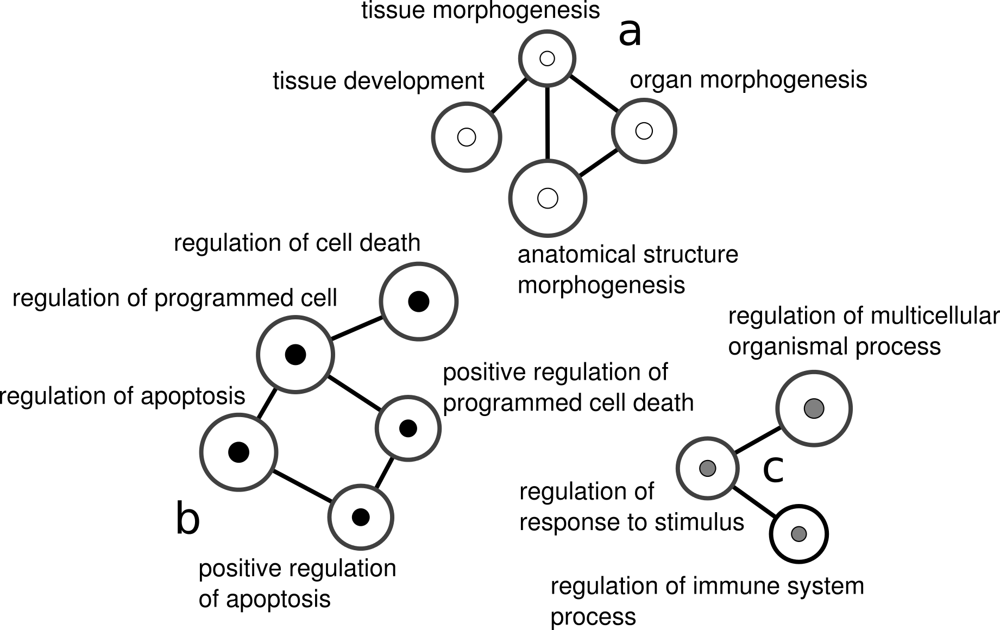 tissue morphogenesis
a
tissue development
organ morphogenesis
anatomical structure
morphogenesis
regulation of cell death
regulation of programmed cell
regulation of apoptosis
positive regulation of
programmed cell death
b
positive regulation
of apoptosis
regulation of multicellular
organismal process
c
regulation of
response to stimulus
regulation of immune system
process